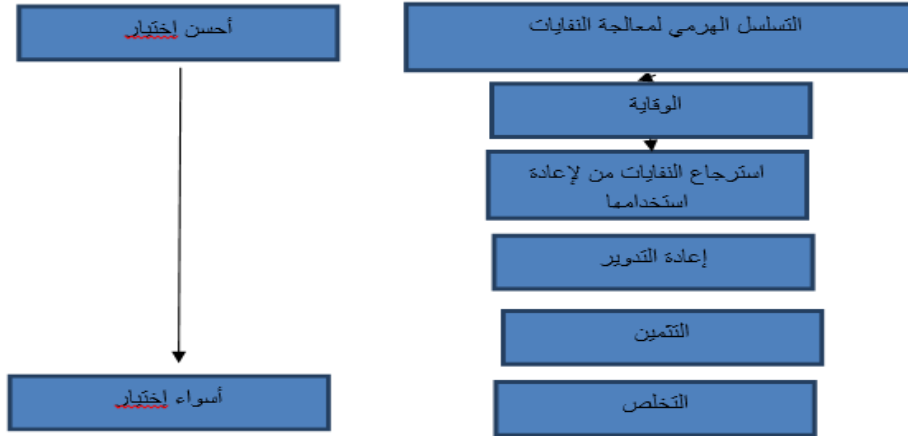 التسلسل الهرمي لمعالجة النفايات
أحسن إختيار
الوقاية
استرجاع النفايات من لإعادة
استخدامها
إعادة التدوير
التثمين
التخلص
أسواء إختيار